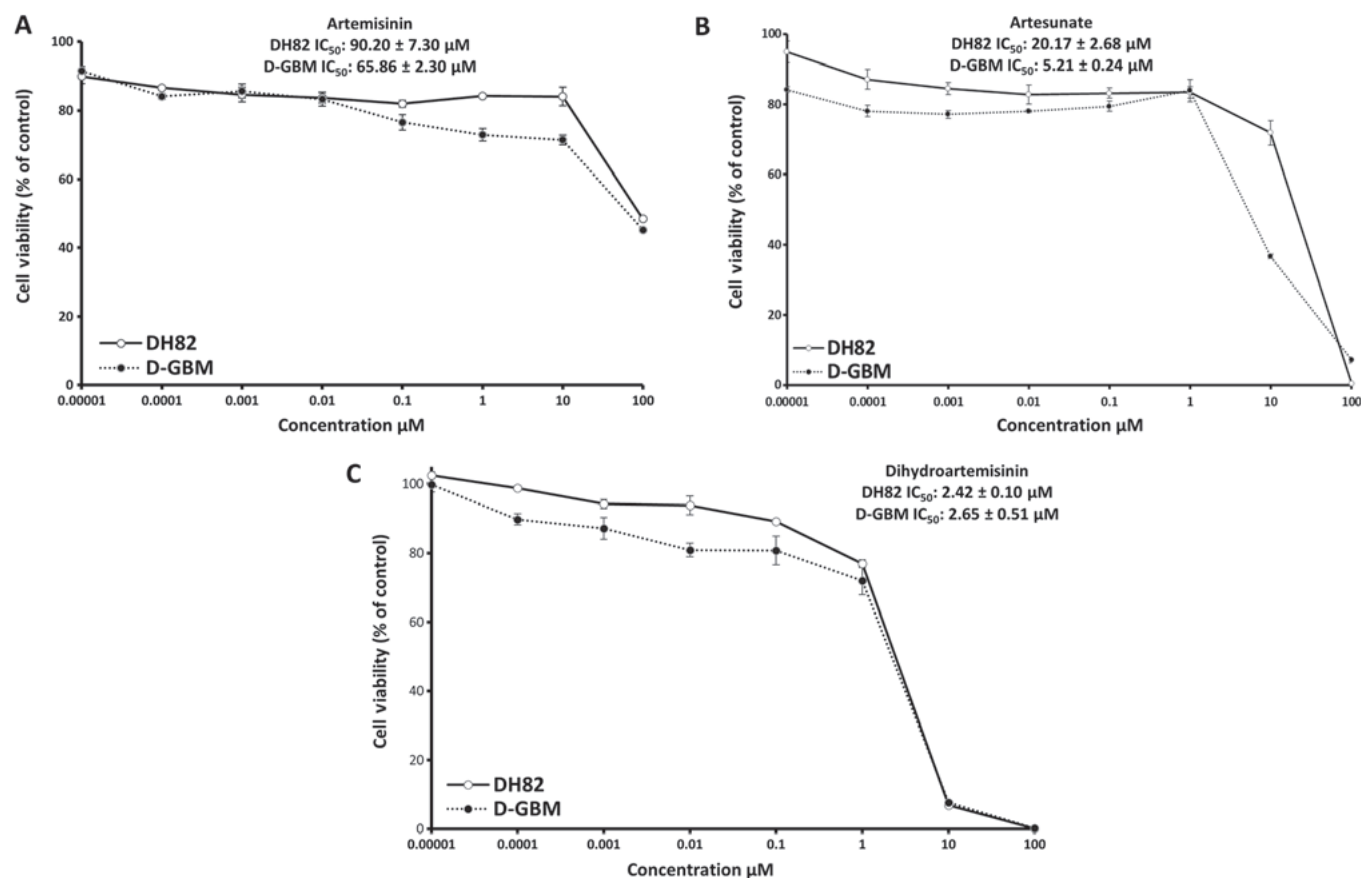 A
Artemisinin
DH82 IC50: 90.20 ± 7.30 µM
D-GBM IC50: 65.86 ± 2.30 µM
Cell viability (% of control)
100
80
60
40
20
0
DH82
D-GBM
0.00001 0.0001 0.001 0.01 0.1 1 10 100
Concentration µM
B
Artesunate
DH82 IC50: 20.17 ± 2.68 µM
D-GBM IC50: 5.21 ± 0.24 µM
Cell viability (% of control)
100
80
60
40
20
0
DH82
D-GBM
0.00001 0.0001 0.001 0.01 0.1 1 10 100
Concentration µM
C
Dihydroartemisinin
DH82 IC50: 2.42 ± 0.10 µM
D-GBM IC50: 2.65 ± 0.51 µM
Cell viability (% of control)
100
80
60
40
20
0
DH82
D-GBM
0.00001 0.0001 0.001 0.01 0.1 1 10 100
Concentration µM